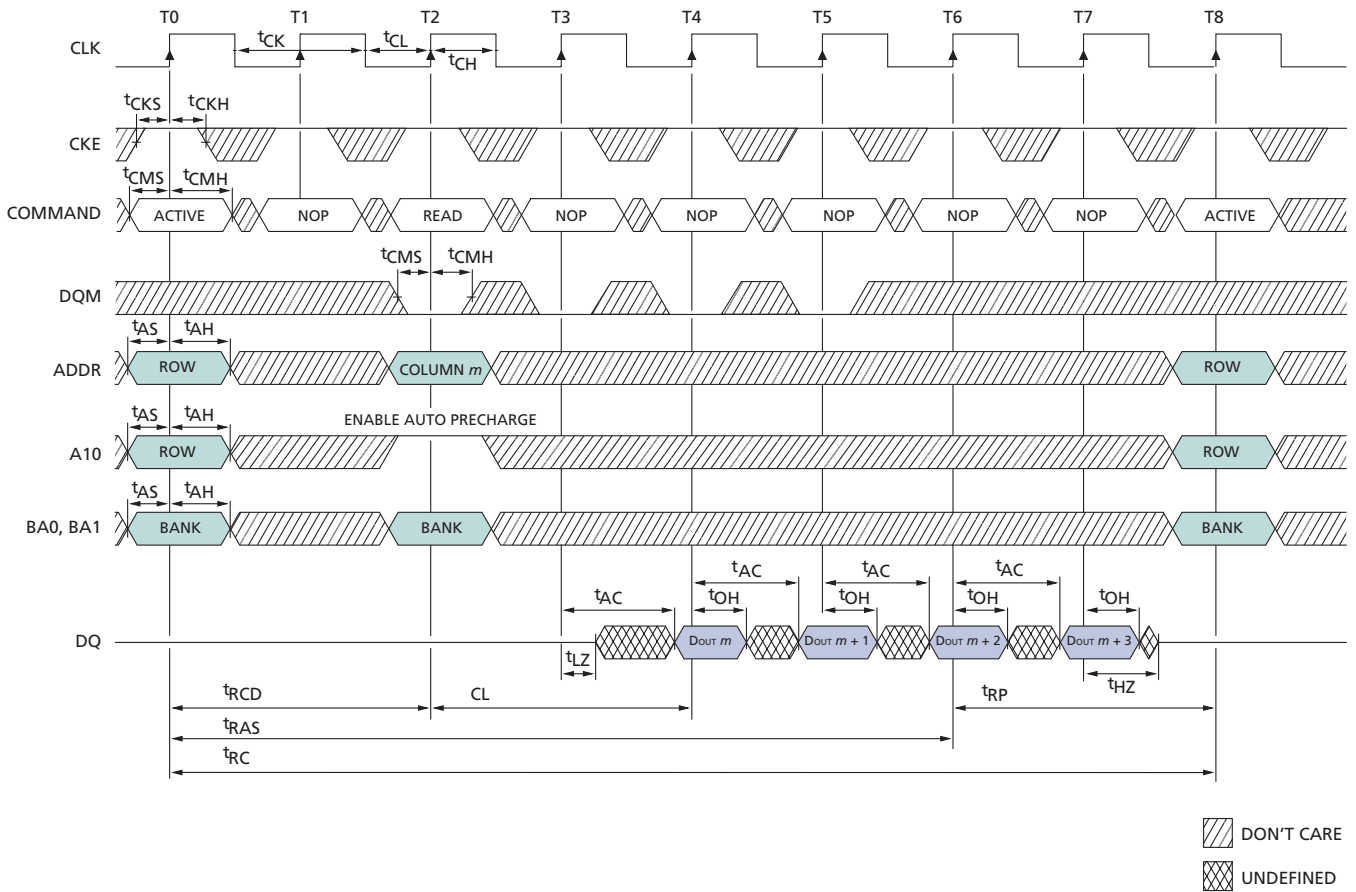 T0 T1 T2 T3 T4 T5 T6 T7 T8
CLK
tCK tCL
tCH
tCKS tCKH
CKE
tCMS tCMH
COMMAND ACTIVE NOP READ NOP NOP NOP NOP NOP ACTIVE
tCMS tCMH
DQM
tAS tAH
ADDR ROW COLUMN m ROW
ENABLE AUTO PRECHARGE
tAS tAH
A10 ROW ROW
tAS tAH
BA0, BA1 BANK BANK BANK
tAC tAC tAC
tAC tOH tOH tOH tOH
DQ DOUT m DOUT m + 1 DOUT m + 2 DOUT m + 3
tLZ tHZ
tRCD CL tRP
tRAS
tRC
DON'T CARE
UNDEFINED